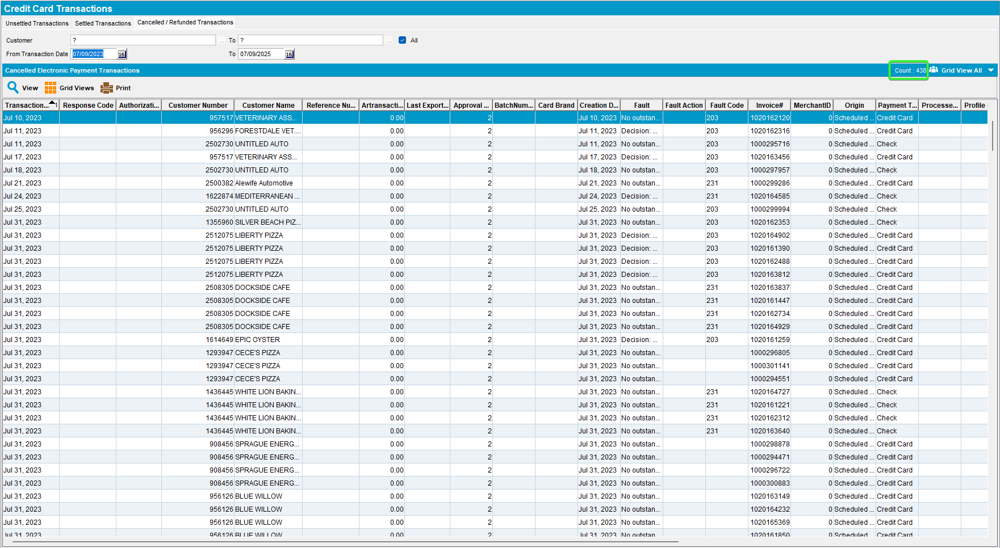 Credit Card Transactions
Unsettled Transactions Settled Transactions Cancelled / Refunded Transactions
Customer ? ... To ? ... All
From Transaction Date 07/09/2023 16 To 07/09/2025 16
Cancelled Electronic Payment Transactions Count : 438 Grid View All
View Grid Views Print
Transaction... 1 Response Code Authorizati... Customer Number Customer Name Reference Nu... Artransacti... Last Export... Approval ... BatchNum... Card Brand Creation D... Fault Fault Action Fault Code Invoice# MerchantID Origin Payment T... Processe... Profile
Jul 10, 2023 957517 VETERINARY ASS... 0.00 2 Jul 10, 2023 No outstan... 203 1020162120 0 Scheduled ... Credit Card
Jul 11, 2023 956296 FORESTDALE VET.... 0.00 2 Jul 11, 2023 Decision: ... 203 1020162316 0 Scheduled ... Credit Card
Jul 11, 2023 2502730 UNTITLED AUTO 0.00 2 Jul 11, 2023 No outstan... 203 1000295716 0 Scheduled ... Check
Jul 17, 2023 957517 VETERINARY ASS... 0.00 2 Jul 17, 2023 Decision: ... 203 1020163456 0 Scheduled ... Credit Card
Jul 18, 2023 2502730 UNTITLED AUTO 0.00 2 Jul 18, 2023 No outstan... 203 1000297957 0 Scheduled ... Check
Jul 21, 2023 2500382 Alewife Automotive 0.00 2 Jul 21, 2023 No outstan... 231 1000299286 0 Scheduled ... Credit Card
Jul 24, 2023 1622874 MEDITERRANEAN ... 0.00 2 Jul 24, 2023 Decision: ... 231 1020164585 0 Scheduled ... Check
Jul 25, 2023 2502730 UNTITLED AUTO 0.00 2 Jul 25, 2023 No outstan... 203 1000299994 0 Scheduled ... Check
Jul 31, 2023 1355960 SILVER BEACH PIZ... 0.00 2 Jul 31, 2023 No outstan... 203 1020162353 0 Scheduled ... Check
Jul 31, 2023 2512075 LIBERTY PIZZA 0.00 2 Jul 31, 2023 Decision: ... 203 1020164902 0 Scheduled ... Credit Card
Jul 31, 2023 2512075 LIBERTY PIZZA 0.00 2 Jul 31, 2023 Decision: ... 203 1020161390 0 Scheduled ... Credit Card
Jul 31, 2023 2512075 LIBERTY PIZZA 0.00 2 Jul 31, 2023 Decision: ... 203 1020162488 0 Scheduled ... Credit Card
Jul 31, 2023 2512075 LIBERTY PIZZA 0.00 2 Jul 31, 2023 Decision: ... 203 1020163812 0 Scheduled ... Credit Card
Jul 31, 2023 2508305 DOCKSIDE CAFE 0.00 2 Jul 31, 2023 No outstan... 231 1020163837 0 Scheduled ... Credit Card
Jul 31, 2023 2508305 DOCKSIDE CAFE 0.00 2 Jul 31, 2023 No outstan... 231 1020161447 0 Scheduled ... Credit Card
Jul 31, 2023 2508305 DOCKSIDE CAFE 0.00 2 Jul 31, 2023 No outstan... 231 1020162734 0 Scheduled ... Credit Card
Jul 31, 2023 2508305 DOCKSIDE CAFE 0.00 2 Jul 31, 2023 No outstan... 231 1020164929 0 Scheduled ... Credit Card
Jul 31, 2023 1614649 EPIC OYSTER 0.00 2 Jul 31, 2023 Decision: ... 203 1020161259 0 Scheduled ... Credit Card
Jul 31, 2023 1293947 CECE'S PIZZA 0.00 2 Jul 31, 2023 No outstan... 1000296805 0 Scheduled ... Credit Card
Jul 31, 2023 1293947 CECE'S PIZZA 0.00 2 Jul 31, 2023 No outstan... 1000301141 0 Scheduled ... Credit Card
Jul 31, 2023 1293947 CECE'S PIZZA 0.00 2 Jul 31, 2023 No outstan... 1000294551 0 Scheduled ... Credit Card
Jul 31, 2023 1436445 WHITE LION BAKIN... 0.00 2 Jul 31, 2023 No outstan... 231 1020164727 0 Scheduled ... Check
Jul 31, 2023 1436445 WHITE LION BAKIN... 0.00 2 Jul 31, 2023 No outstan... 231 1020161221 0 Scheduled ... Check
Jul 31, 2023 1436445 WHITE LION BAKIN... 0.00 2 Jul 31, 2023 No outstan... 231 1020162312 0 Scheduled ... Check
Jul 31, 2023 1436445 WHITE LION BAKIN... 0.00 2 Jul 31, 2023 No outstan... 231 1020163640 0 Scheduled ... Check
Jul 31, 2023 908456 SPRAGUE ENERG... 0.00 2 Jul 31, 2023 No outstan... 1000298878 0 Scheduled ... Credit Card
Jul 31, 2023 908456 SPRAGUE ENERG... 0.00 2 Jul 31, 2023 No outstan... 1000294471 0 Scheduled ... Credit Card
Jul 31, 2023 908456 SPRAGUE ENERG... 0.00 2 Jul 31, 2023 No outstan... 1000296722 0 Scheduled ... Credit Card
Jul 31, 2023 908456 SPRAGUE ENERG... 0.00 2 Jul 31, 2023 No outstan... 1000300883 0 Scheduled ... Credit Card
Jul 31, 2023 956126 BLUE WILLOW 0.00 2 Jul 31, 2023 No outstan... 1020163149 0 Scheduled ... Credit Card
Jul 31, 2023 956126 BLUE WILLOW 0.00 2 Jul 31, 2023 No outstan... 1020164232 0 Scheduled ... Credit Card
Jul 31, 2023 956126 BLUE WILLOW 0.00 2 Jul 31, 2023 No outstan... 1020165369 0 Scheduled ... Credit Card
Jul 31, 2023 956126 BLUE WILLOW 0.00 2 Jul 31, 2023 No outstan 1020161850 0 Scheduled Credit Card